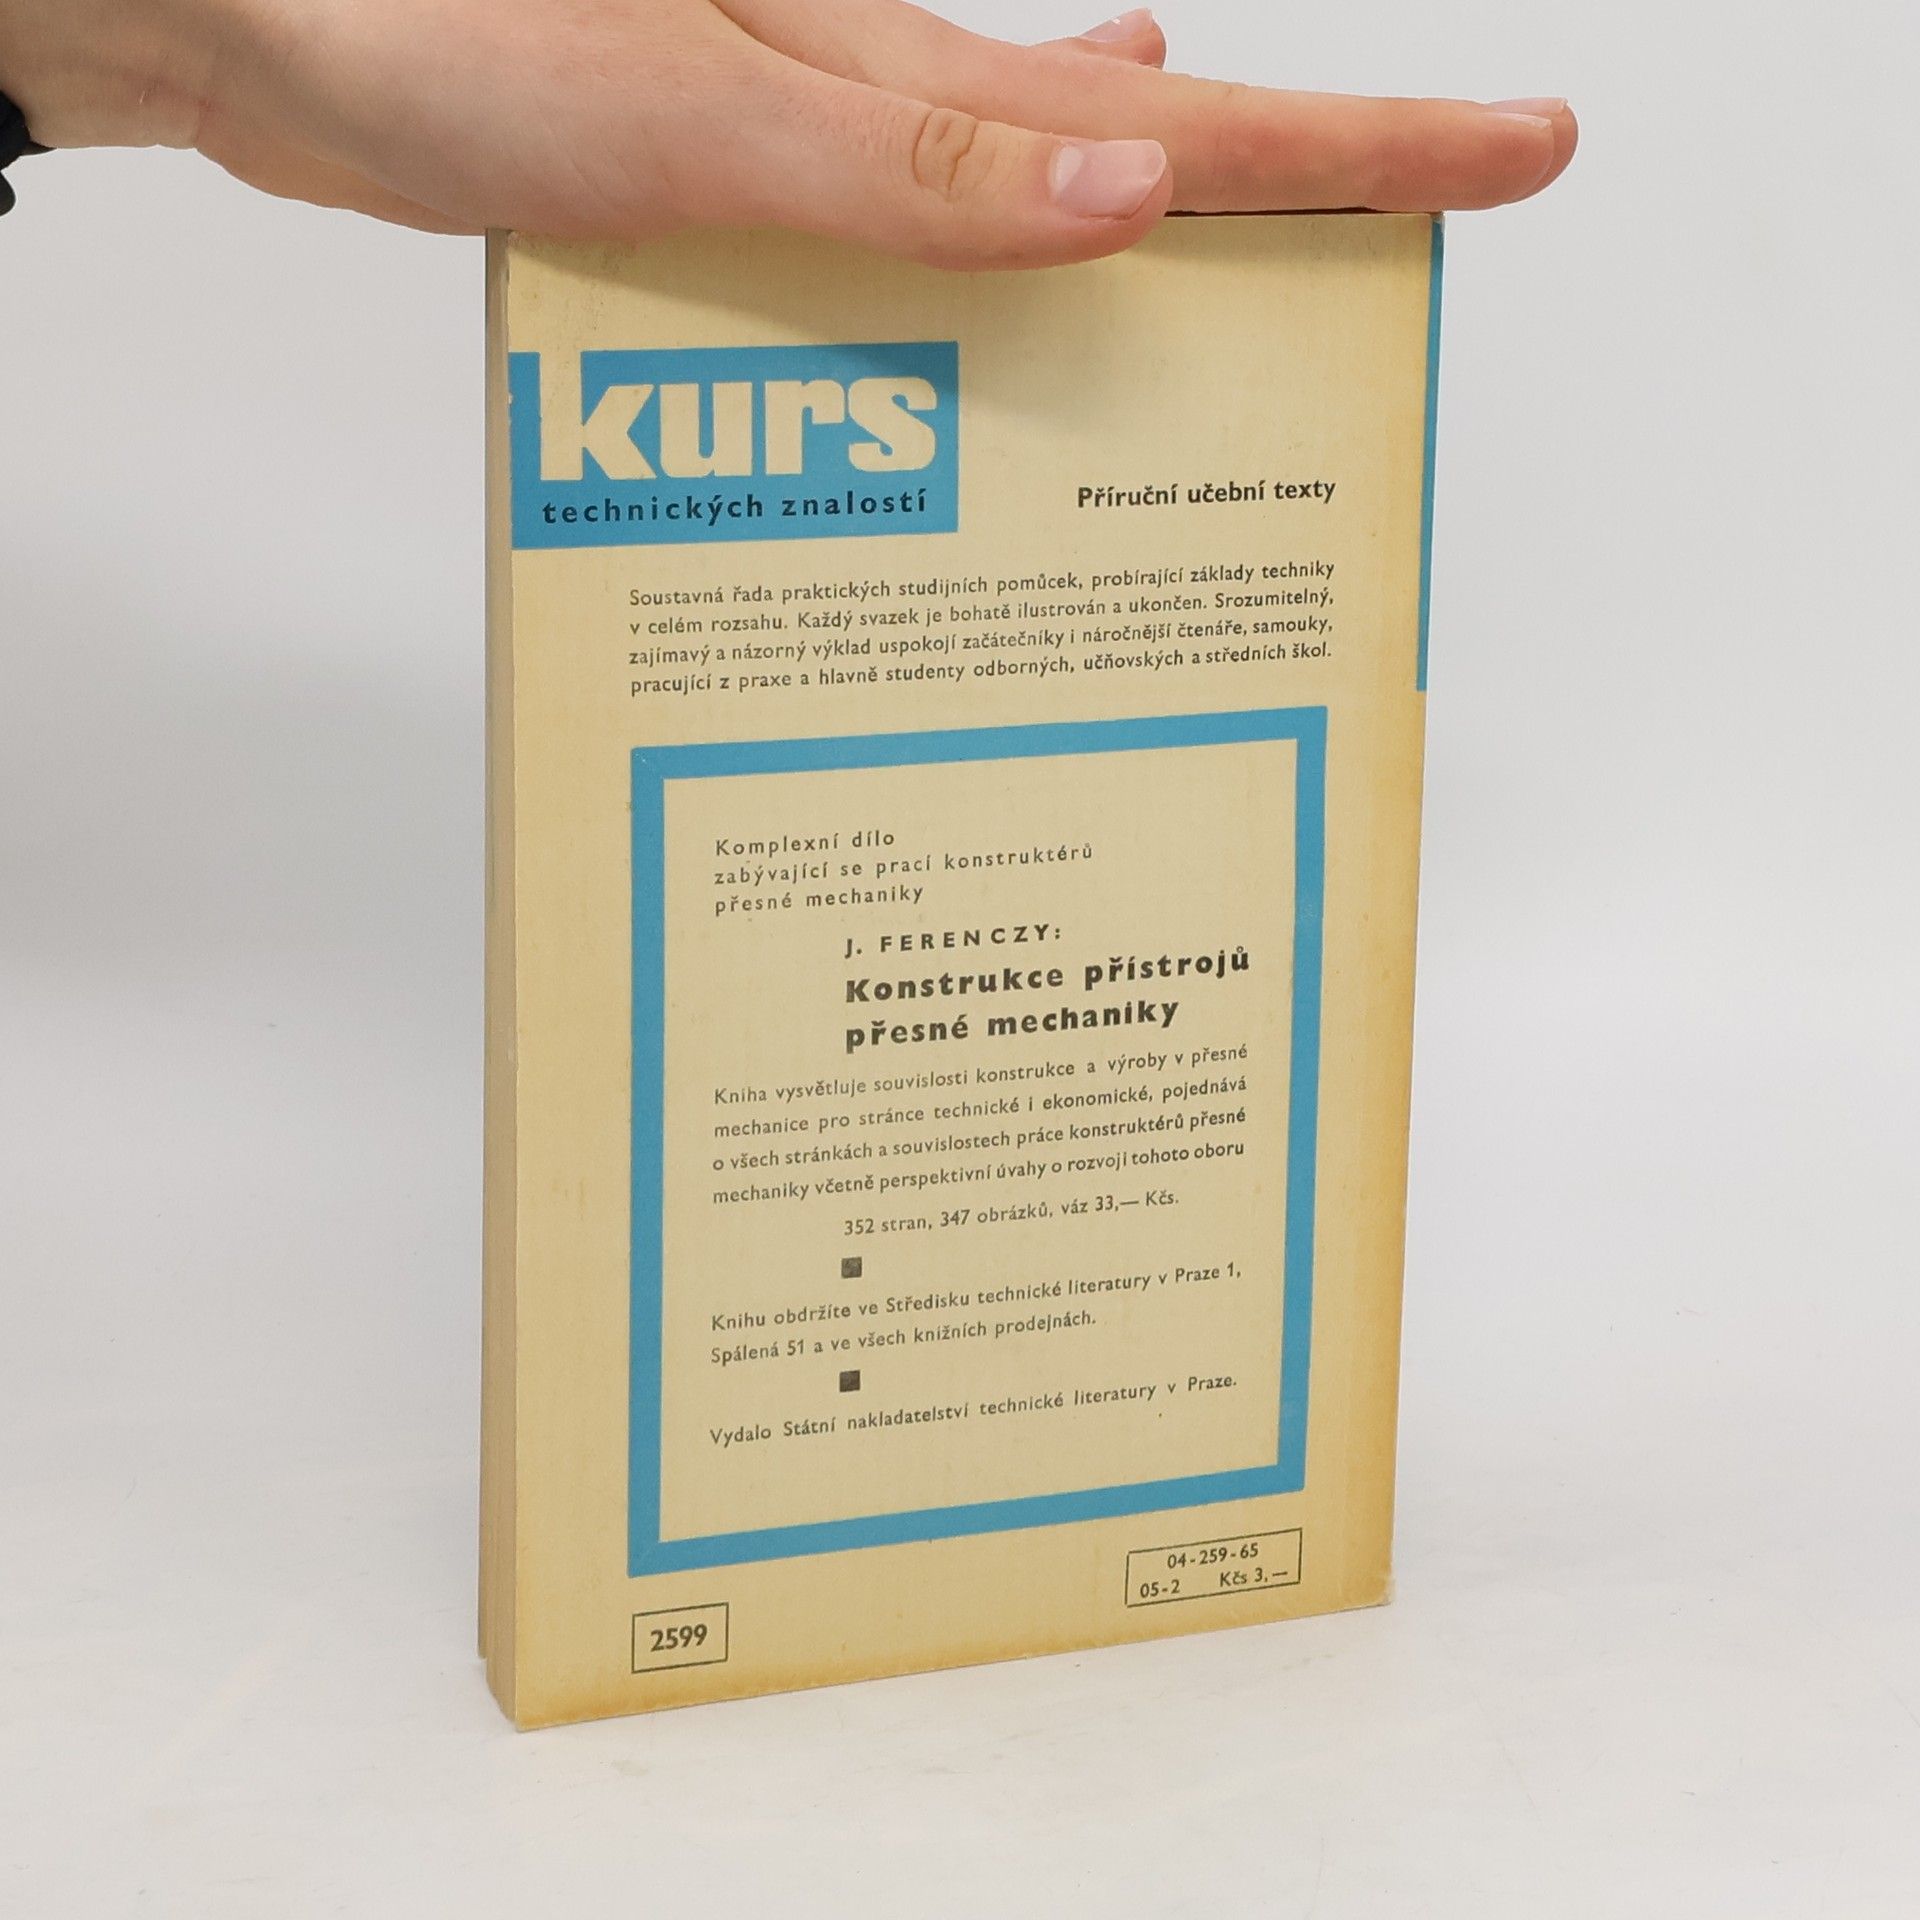 kurs
technických znalostí
Příruční učební texty
Soustavná řada praktických studijních pomůcek, probírající základy techniky
v celém rozsahu. Každý svazek je bohatě ilustrován a ukončen. Srozumitelný,
zajímavý a názorný výklad uspokojí začátečníky i náročnější čtenáře, samouky,
pracující z praxe a hlavně studenty odborných, učňovských a středních škol.
Komplexní dílo
zabývající se prací konstruktérů
přesné mechaniky
J. FERENCZY:
Konstrukce přístrojů
přesné mechaniky
Kniha vysvětluje souvislosti konstrukce a výroby v přesné
mechanice pro stránce technické i ekonomické, pojednává
o všech stránkách a souvislostech práce konstruktérů přesné
mechaniky včetně perspektivní úvahy o rozvoji tohoto oboru
352 stran, 347 obrázků, váz 33,— Kčs.
Knihu obdržíte ve Středisku technické literatury v Praze 1,
Spálená 51 a ve všech knižních prodejnách.
Vydalo Státní nakladatelství technické literatury v Praze.
04-259-65
05-2 Kčs 3,—
2599